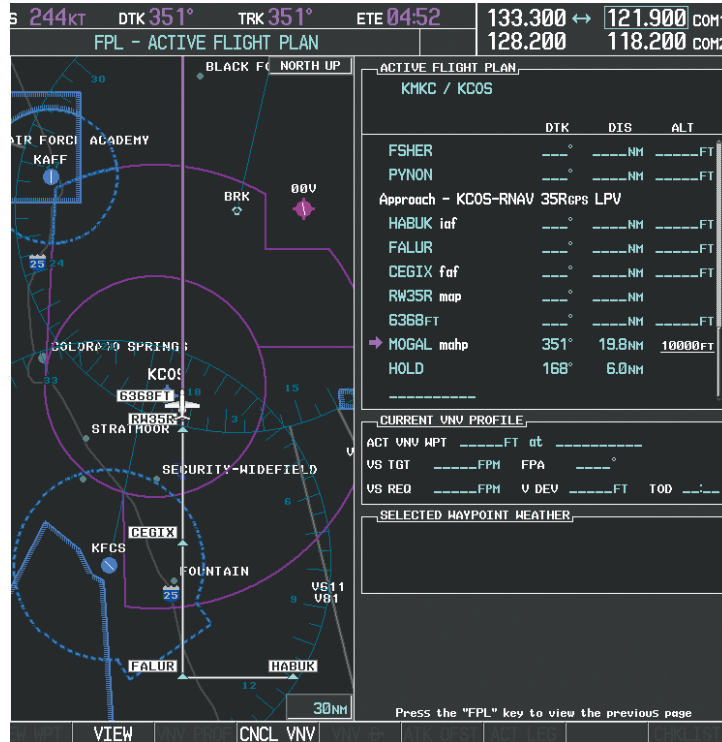 S 244KT DTK 351° TRK 351° ETE 04:52
133.300 ↔ 121.900 COM1
128.200 118.200 COM2
FPL – ACTIVE FLIGHT PLAN
NORTH UP
BLACK F
30
AIR FORCE ACADEMY
KAFF
BRK
00V
25
24
COLORADO SPRINGS
33
KCOS
18
15
6368FT
3
RW35R
STRATMOOR
SECURITY-WIDEFIELD
6
V
CEGIX
KFCS
FOUNTAIN
25
V611
V81
9
FALUR
HABUK
12
30NM
ACTIVE FLIGHT PLAN
KMKC / KCOS
DTK DIS ALT
FSHER ___° ____NM _____FT
PYNON ___° ____NM _____FT
Approach – KCOS-RNAV 35RGPS LPV
HABUK iaf ___° ____NM _____FT
FALUR ___° ____NM _____FT
CEGIX faf ___° ____NM _____FT
RW35R map ___° ____NM
6368FT ___° ____NM _____FT
MOGAL mahp 351° 19.8NM 10000FT
HOLD 168° 6.0NM
__________
CURRENT VNV PROFILE
ACT VNV WPT _____FT at __________
VS TGT _____FPM FPA ____°
VS REQ _____FPM V DEV _____FT TOD __:__
SELECTED WAYPOINT WEATHER
Press the "FPL" key to view the previous page
VIEW VNV PROF CNCL VNV VNV ATK OFST ACT LEG CHKLIST